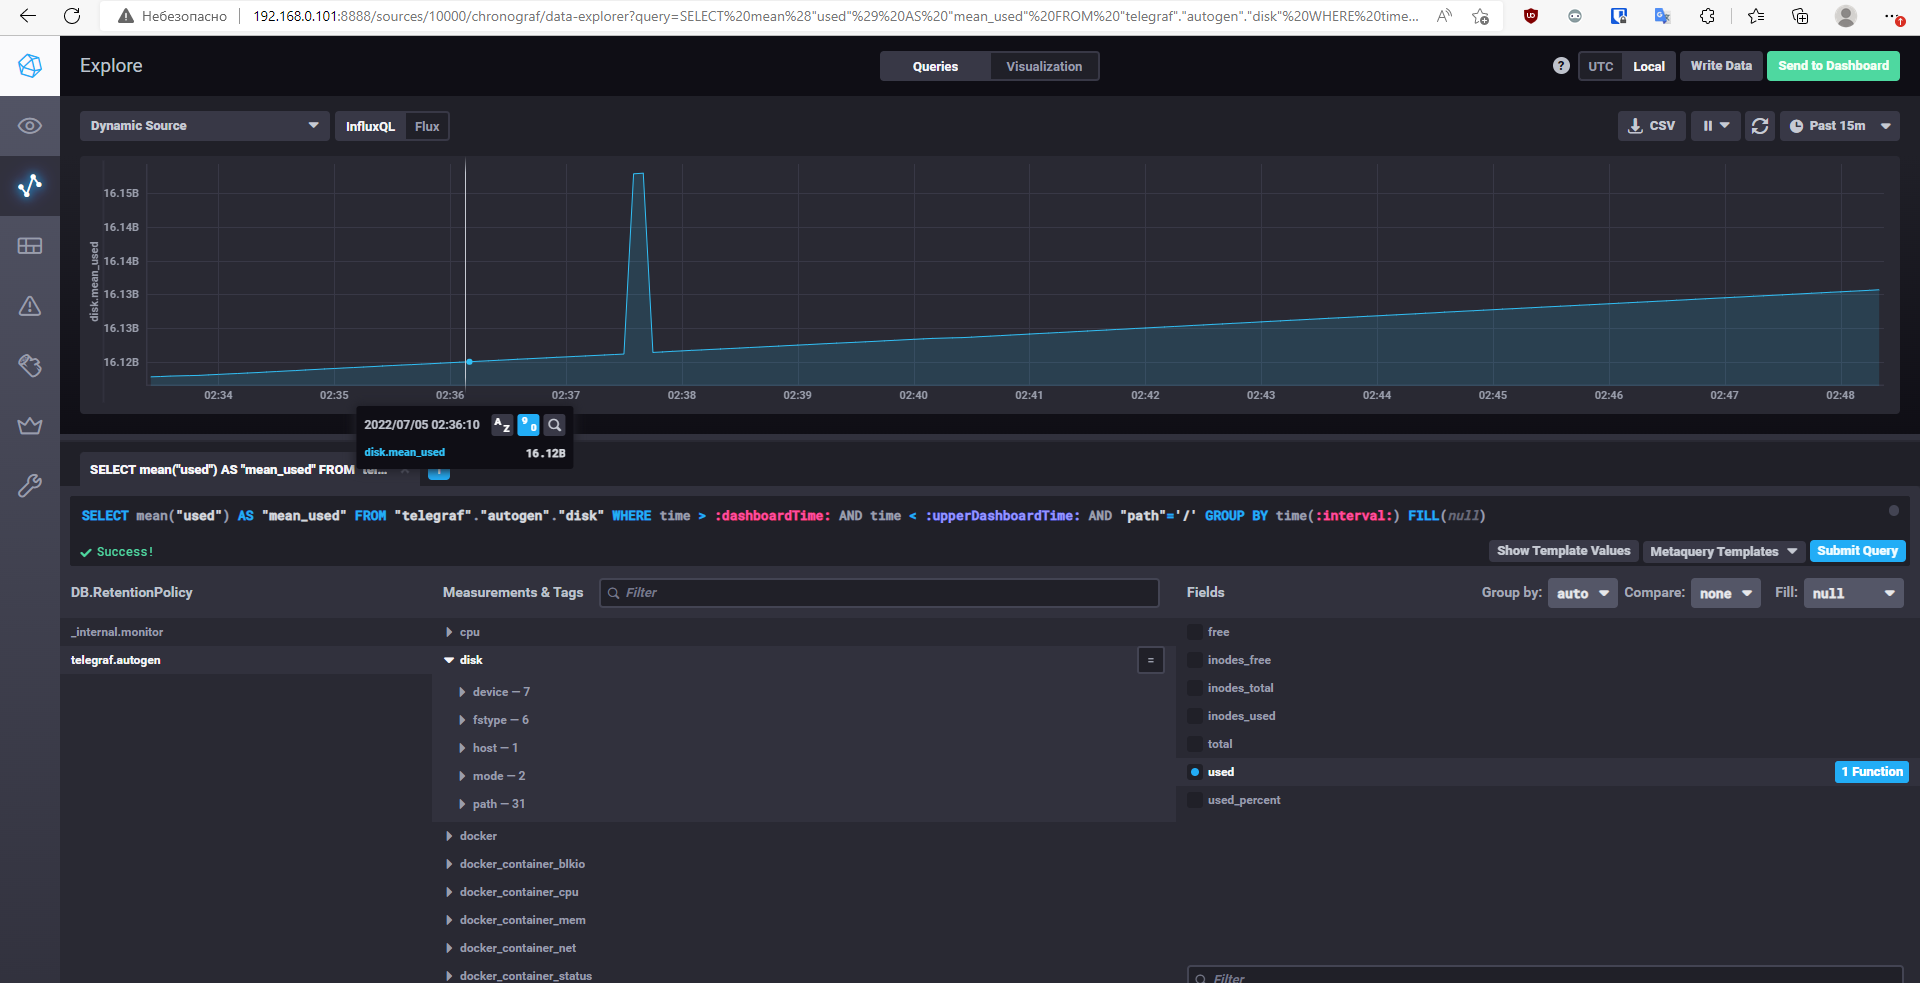 Небезопасно
192.168.0.101:8888/sources/10000/chronograf/data-explorer?query=SELECT%20mean%28"used"%29%20AS%20"mean_used"%20FROM%20"telegraf"."autogen"."disk"%20WHERE%20time...
Explore
Queries
Visualization
? UTC Local Write Data Send to Dashboard
Dynamic Source
InfluxQL Flux
CSV
Past 15m
disk.mean_used
16.15B
16.14B
16.14B
16.13B
16.13B
16.12B
02:34 02:35 02:36 02:37 02:38 02:39 02:40 02:41 02:42 02:43 02:44 02:45 02:46 02:47 02:48
2022/07/05 02:36:10
disk.mean_used 16.12B
SELECT mean("used") AS "mean_used" FROM "tel...
SELECT mean("used") AS "mean_used" FROM "telegraf"."autogen"."disk" WHERE time > :dashboardTime: AND time < :upperDashboardTime: AND "path"='/' GROUP BY time(:interval:) FILL(null)
Success!
Show Template Values Metaquery Templates Submit Query
DB.RetentionPolicy
_internal.monitor
telegraf.autogen
Measurements & Tags Filter
cpu
disk =
device — 7
fstype — 6
host — 1
mode — 2
path — 31
docker
docker_container_blkio
docker_container_cpu
docker_container_mem
docker_container_net
docker_container_status
Fields Group by: auto Compare: none Fill: null
free
inodes_free
inodes_total
inodes_used
total
used 1 Function
used_percent
Filter